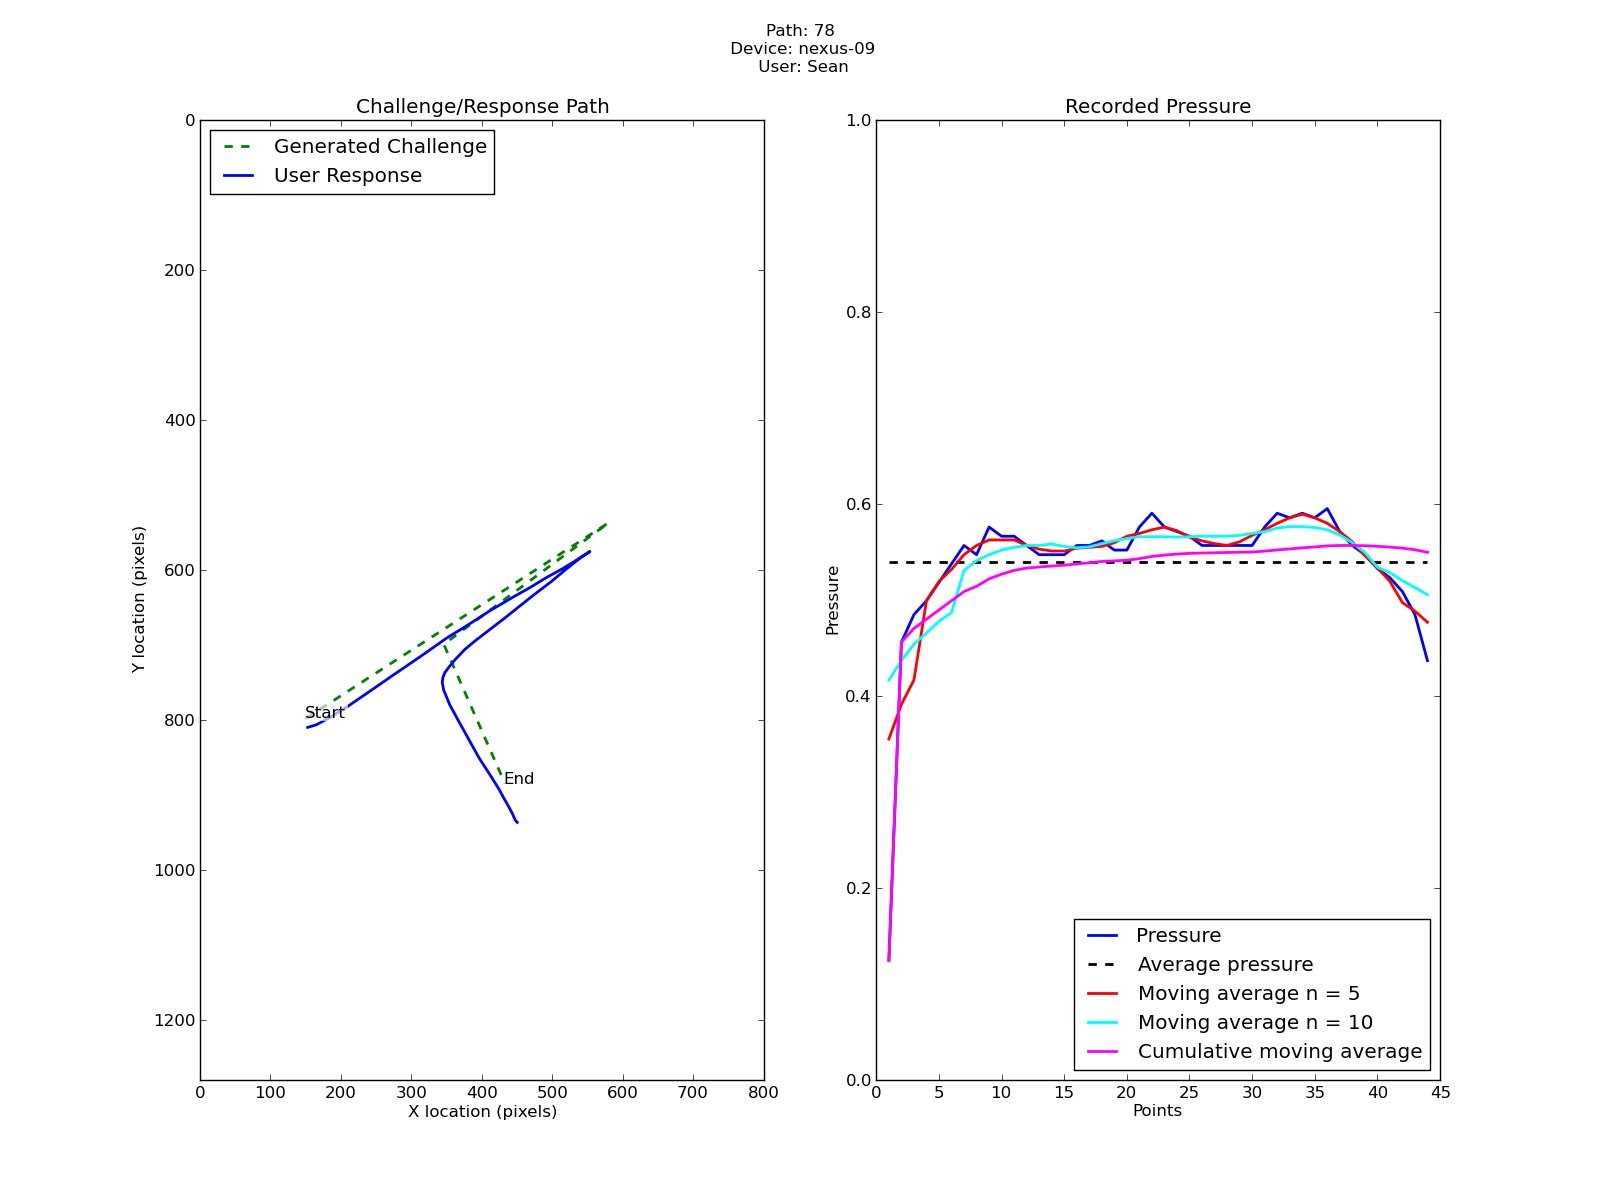 Path: 78
Device: nexus-09
User: Sean
Challenge/Response Path
0
200
400
600
800
1000
1200
Y location (pixels)
Generated Challenge
User Response
Start
End
0 100 200 300 400 500 600 700 800
X location (pixels)
Recorded Pressure
1.0
0.8
0.6
0.4
0.2
0.0
Pressure
Pressure
Average pressure
Moving average n = 5
Moving average n = 10
Cumulative moving average
0 5 10 15 20 25 30 35 40 45
Points